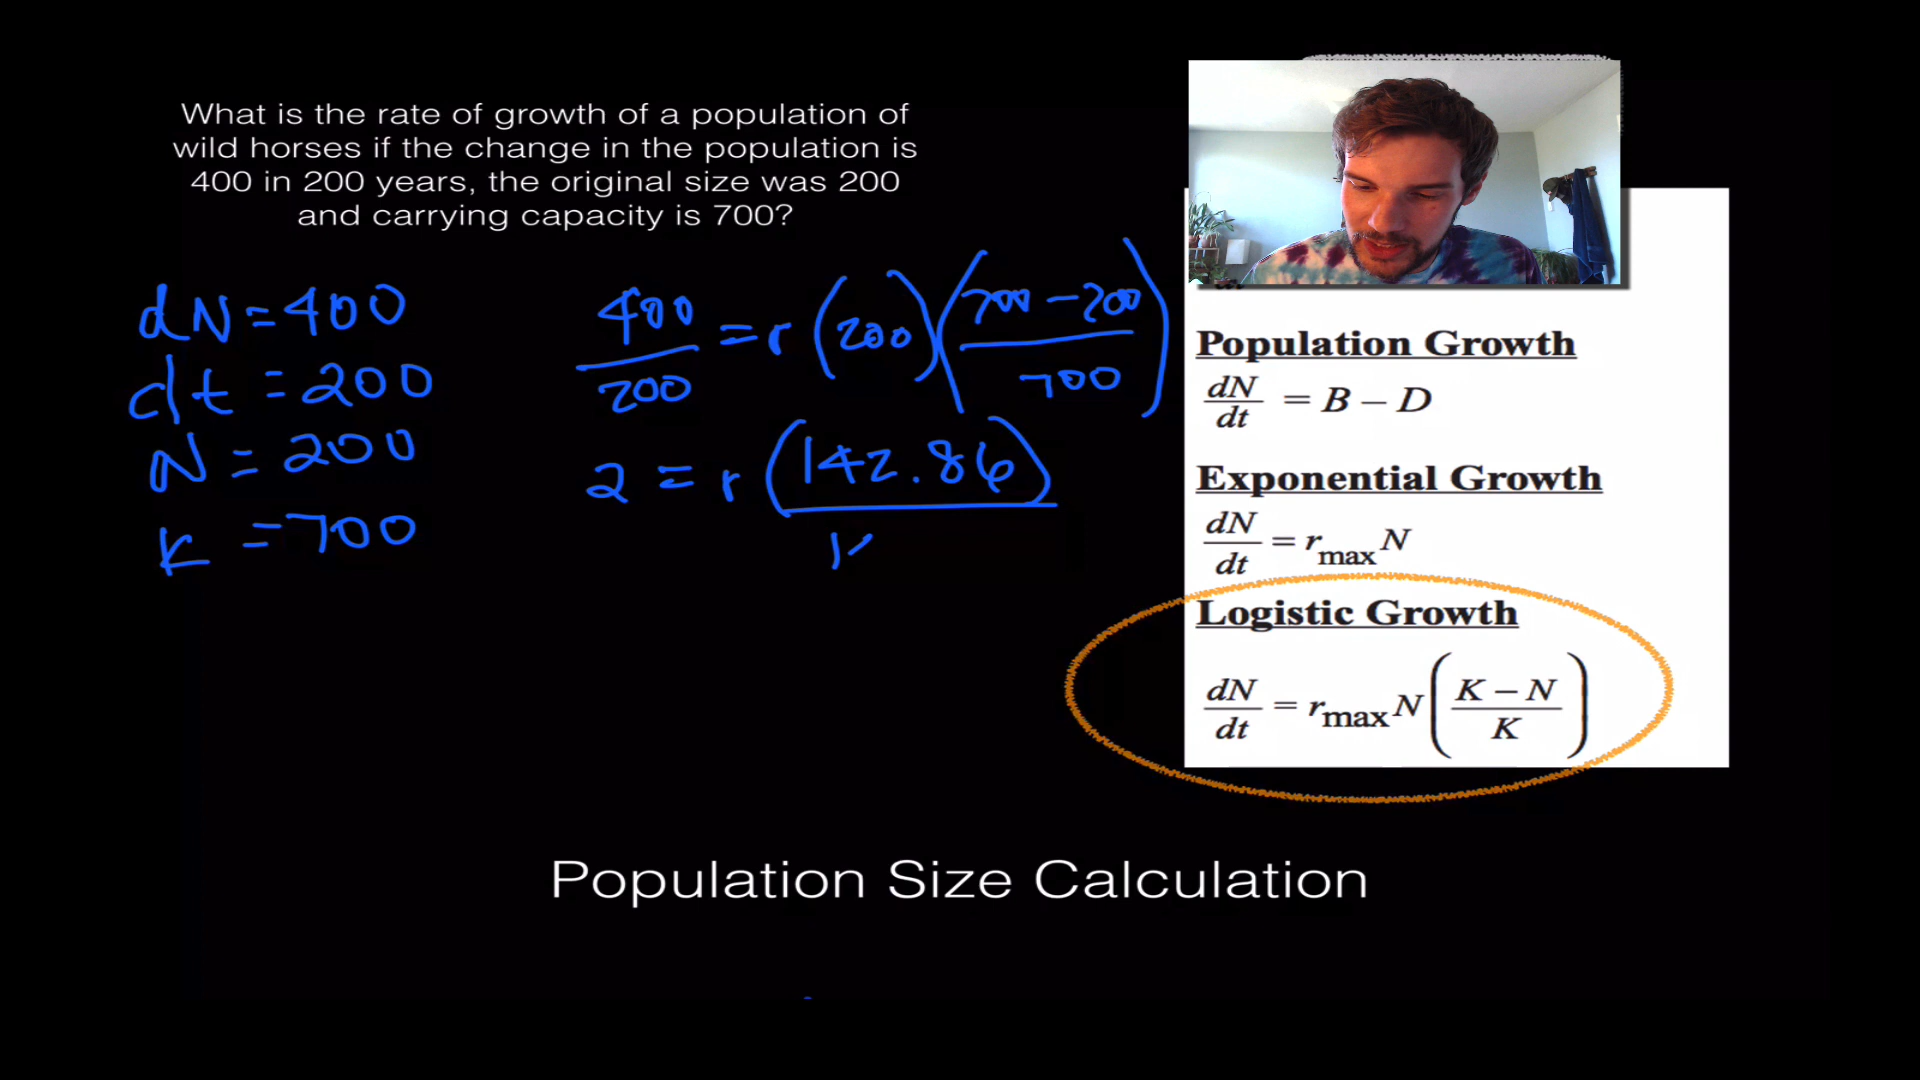 What is the rate of growth of a population of
wild horses if the change in the population is
400 in 200 years, the original size was 200
and carrying capacity is 700?
dN = 400
dt = 200
N = 200
K = 700
400/200 = r (200) (700 - 200 / 700)
2 = r (142.86)
Population Growth
dN/dt = B – D
Exponential Growth
dN/dt = rmax N
Logistic Growth
dN/dt = rmax N (K – N / K)
Population Size Calculation